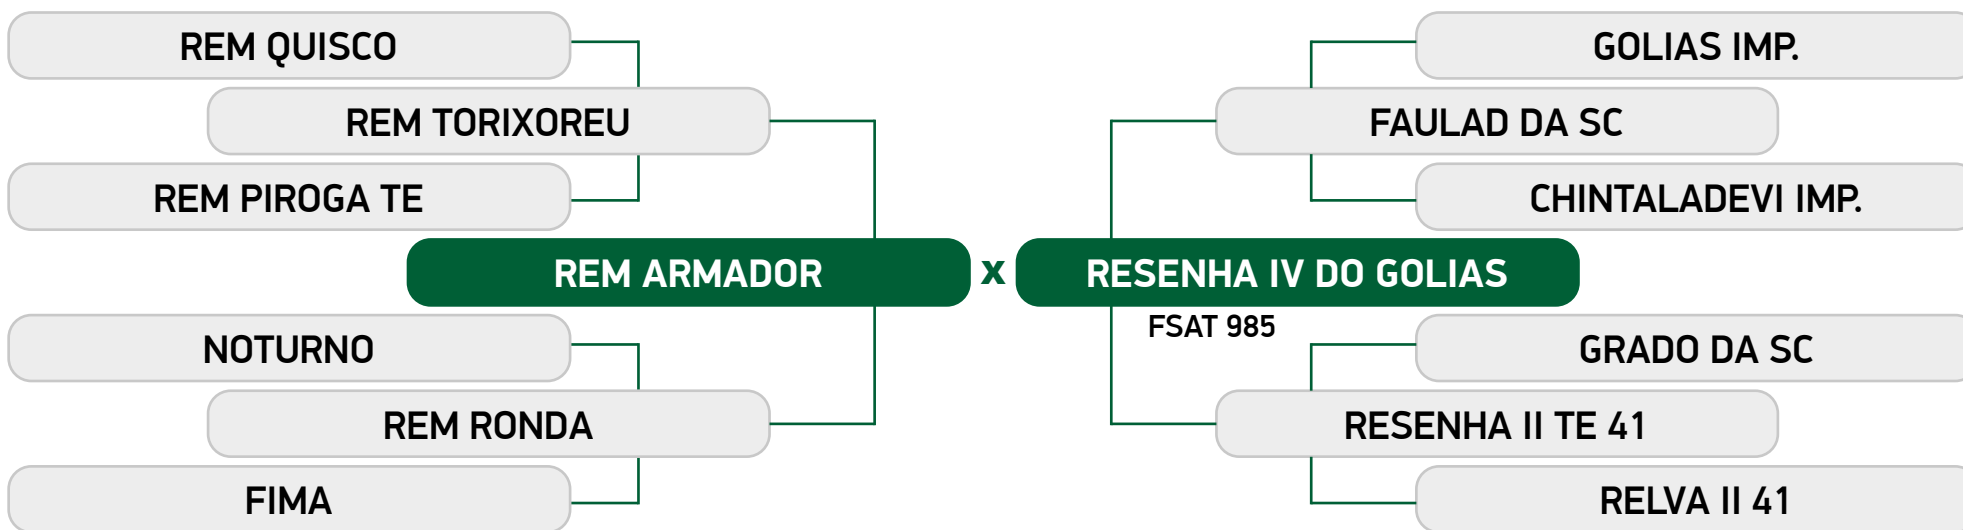 REM QUISCO
GOLIAS IMP.
REM TORIXOREU
FAULAD DA SC
REM PIROGA TE
CHINTALADEVI IMP.
REM ARMADOR x RESENHA IV DO GOLIAS
FSAT 985
NOTURNO
GRADO DA SC
REM RONDA
RESENHA II TE 41
FIMA
RELVA II 41